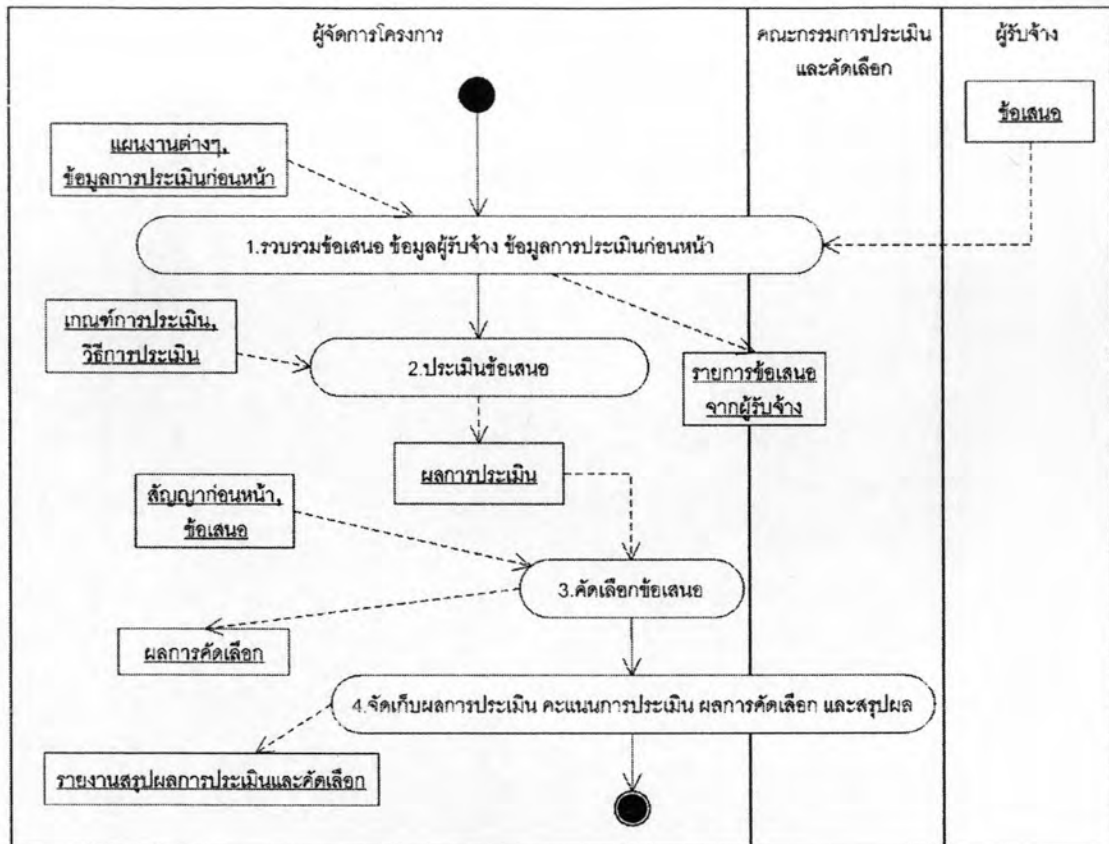 ผู้จัดการโครงการ
คณะกรรมการประเมิน
และคัดเลือก
ผู้รับจ้าง
ข้อเสนอ
แผนงานต่างๆ,
ข้อมูลการประเมินก่อนหน้า
1.รวบรวมข้อเสนอ ข้อมูลผู้รับจ้าง ข้อมูลการประเมินก่อนหน้า
เกณฑ์การประเมิน,
วิธีการประเมิน
2.ประเมินข้อเสนอ
รายการข้อเสนอ
จากผู้รับจ้าง
ผลการประเมิน
สัญญาก่อนหน้า,
ข้อเสนอ
3.คัดเลือกข้อเสนอ
ผลการคัดเลือก
4.จัดเก็บผลการประเมิน คะแนนการประเมิน ผลการคัดเลือก และสรุปผล
รายงานสรุปผลการประเมินและคัดเลือก